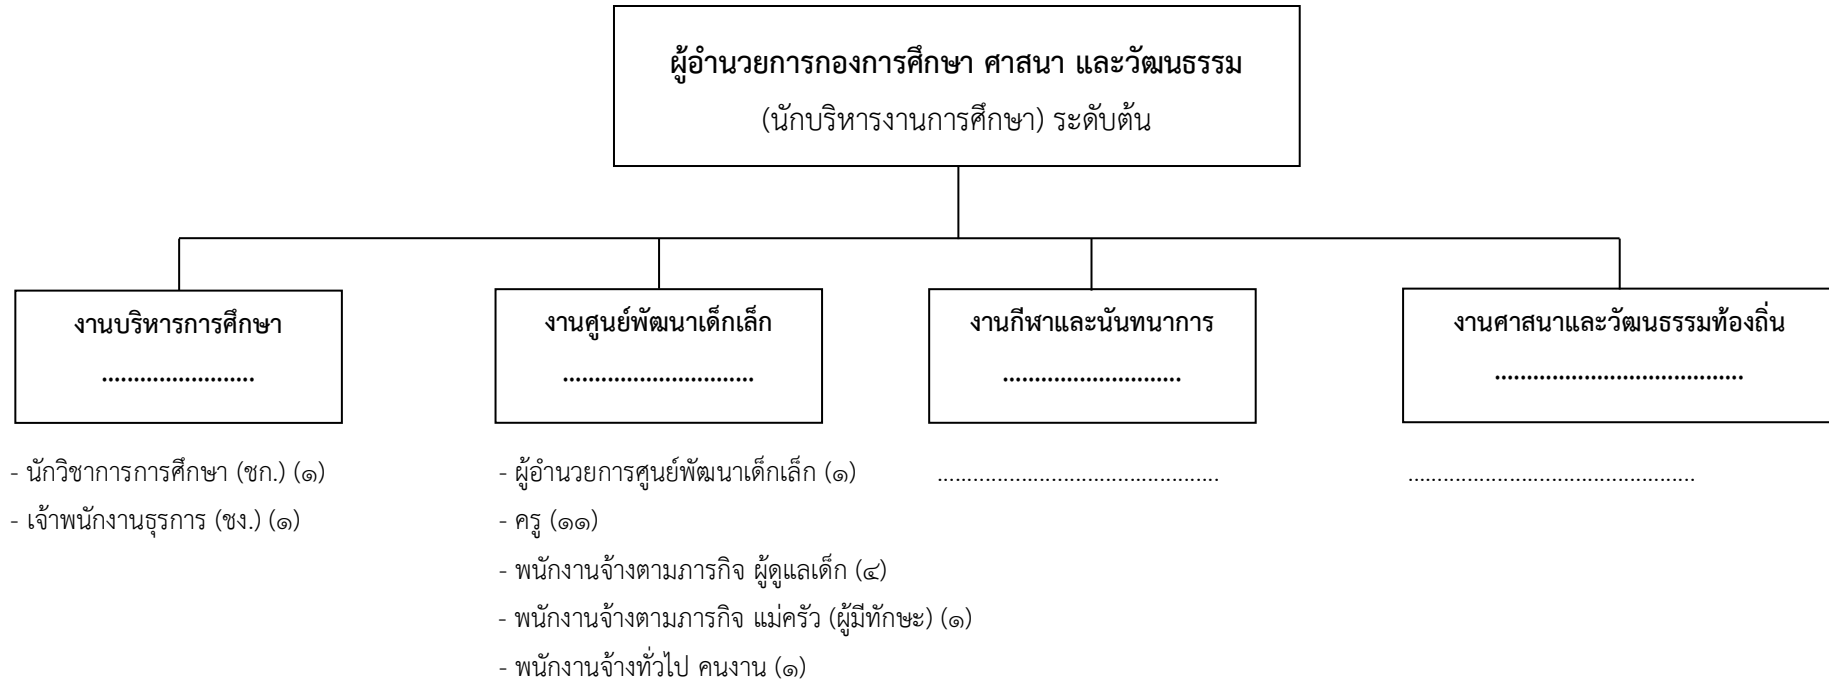 ผู้อำนวยการกองการศึกษา ศาสนา และวัฒนธรรม
(นักบริหารงานการศึกษา) ระดับต้น
งานบริหารการศึกษา
........................
งานศูนย์พัฒนาเด็กเล็ก
..............................
งานกีฬาและนันทนาการ
............................
งานศาสนาและวัฒนธรรมท้องถิ่น
.......................................
- นักวิชาการการศึกษา (ชก.) (๑)
- เจ้าพนักงานธุรการ (ชง.) (๑)
- ผู้อำนวยการศูนย์พัฒนาเด็กเล็ก (๑)
- ครู (๑๑)
- พนักงานจ้างตามภารกิจ ผู้ดูแลเด็ก (๔)
- พนักงานจ้างตามภารกิจ แม่ครัว (ผู้มีทักษะ) (๑)
- พนักงานจ้างทั่วไป คนงาน (๑)
...............................................
................................................